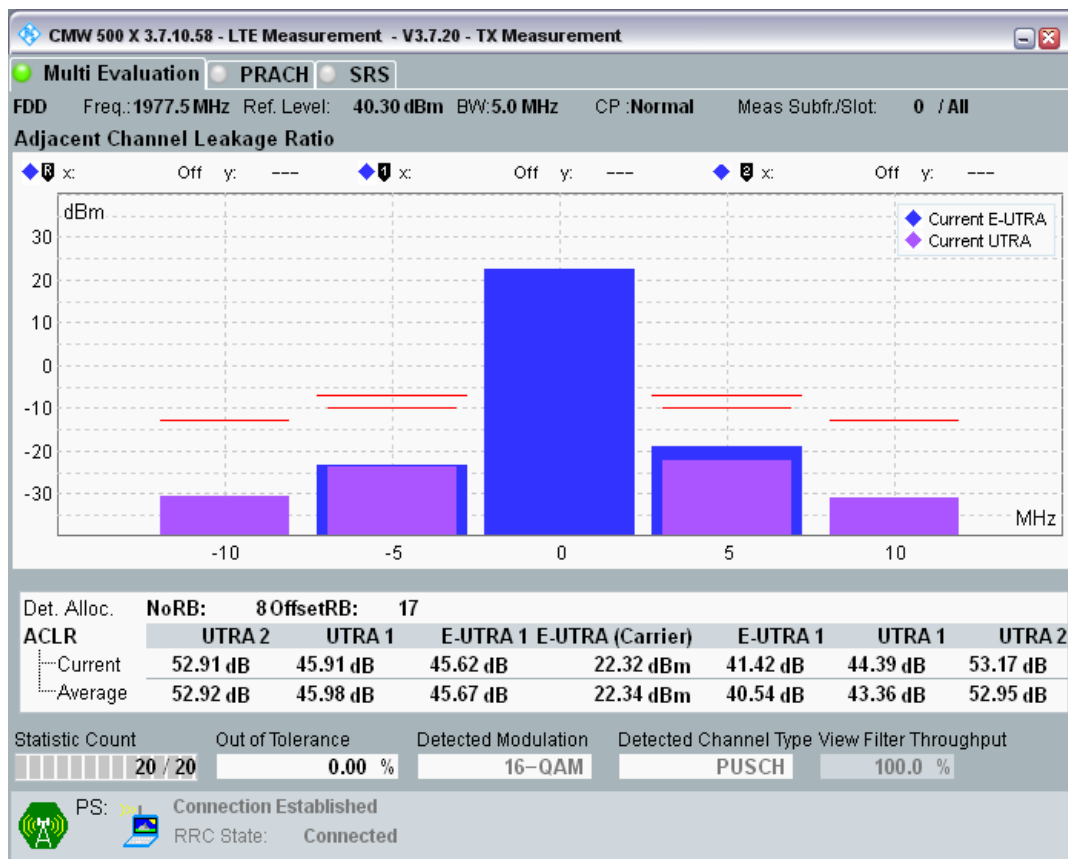 CMW 500 X 3.7.10.58 - LTE Measurement - V3.7.20 - TX Measurement
Multi Evaluation PRACH SRS
FDD Freq.:1977.5 MHz Ref. Level: 40.30 dBm BW:5.0 MHz CP :Normal Meas Subfr./Slot: 0 / All
Adjacent Channel Leakage Ratio
R x: Off y: --- 1 x: Off y: --- 2 x: Off y: ---
dBm
Current E-UTRA
Current UTRA
30
20
10
0
-10
-20
-30
MHz
-10 -5 0 5 10
Det. Alloc. NoRB: 8 OffsetRB: 17
ACLR UTRA 2 UTRA 1 E-UTRA 1 E-UTRA (Carrier) E-UTRA 1 UTRA 1 UTRA 2
Current 52.91 dB 45.91 dB 45.62 dB 22.32 dBm 41.42 dB 44.39 dB 53.17 dB
Average 52.92 dB 45.98 dB 45.67 dB 22.34 dBm 40.54 dB 43.36 dB 52.95 dB
Statistic Count Out of Tolerance Detected Modulation Detected Channel Type View Filter Throughput
20 / 20 0.00 % 16-QAM PUSCH 100.0 %
PS: Connection Established
RRC State: Connected